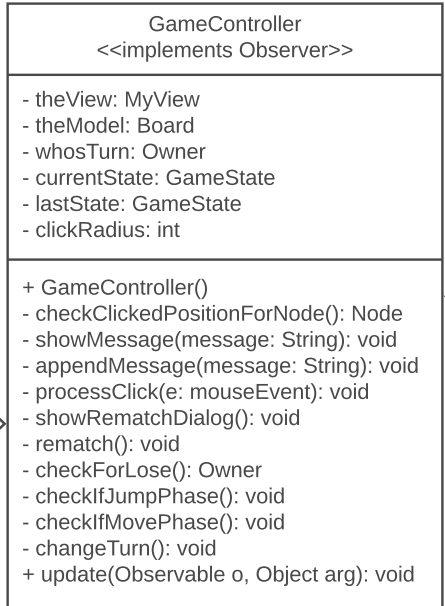 GameController
<<implements Observer>>
- theView: MyView
- theModel: Board
- whosTurn: Owner
- currentState: GameState
- lastState: GameState
- clickRadius: int
+ GameController()
- checkClickedPositionForNode(): Node
- showMessage(message: String): void
- appendMessage(message: String): void
- processClick(e: mouseEvent): void
- showRematchDialog(): void
- rematch(): void
- checkForLose(): Owner
- checkIfJumpPhase(): void
- checkIfMovePhase(): void
- changeTurn(): void
+ update(Observable o, Object arg): void